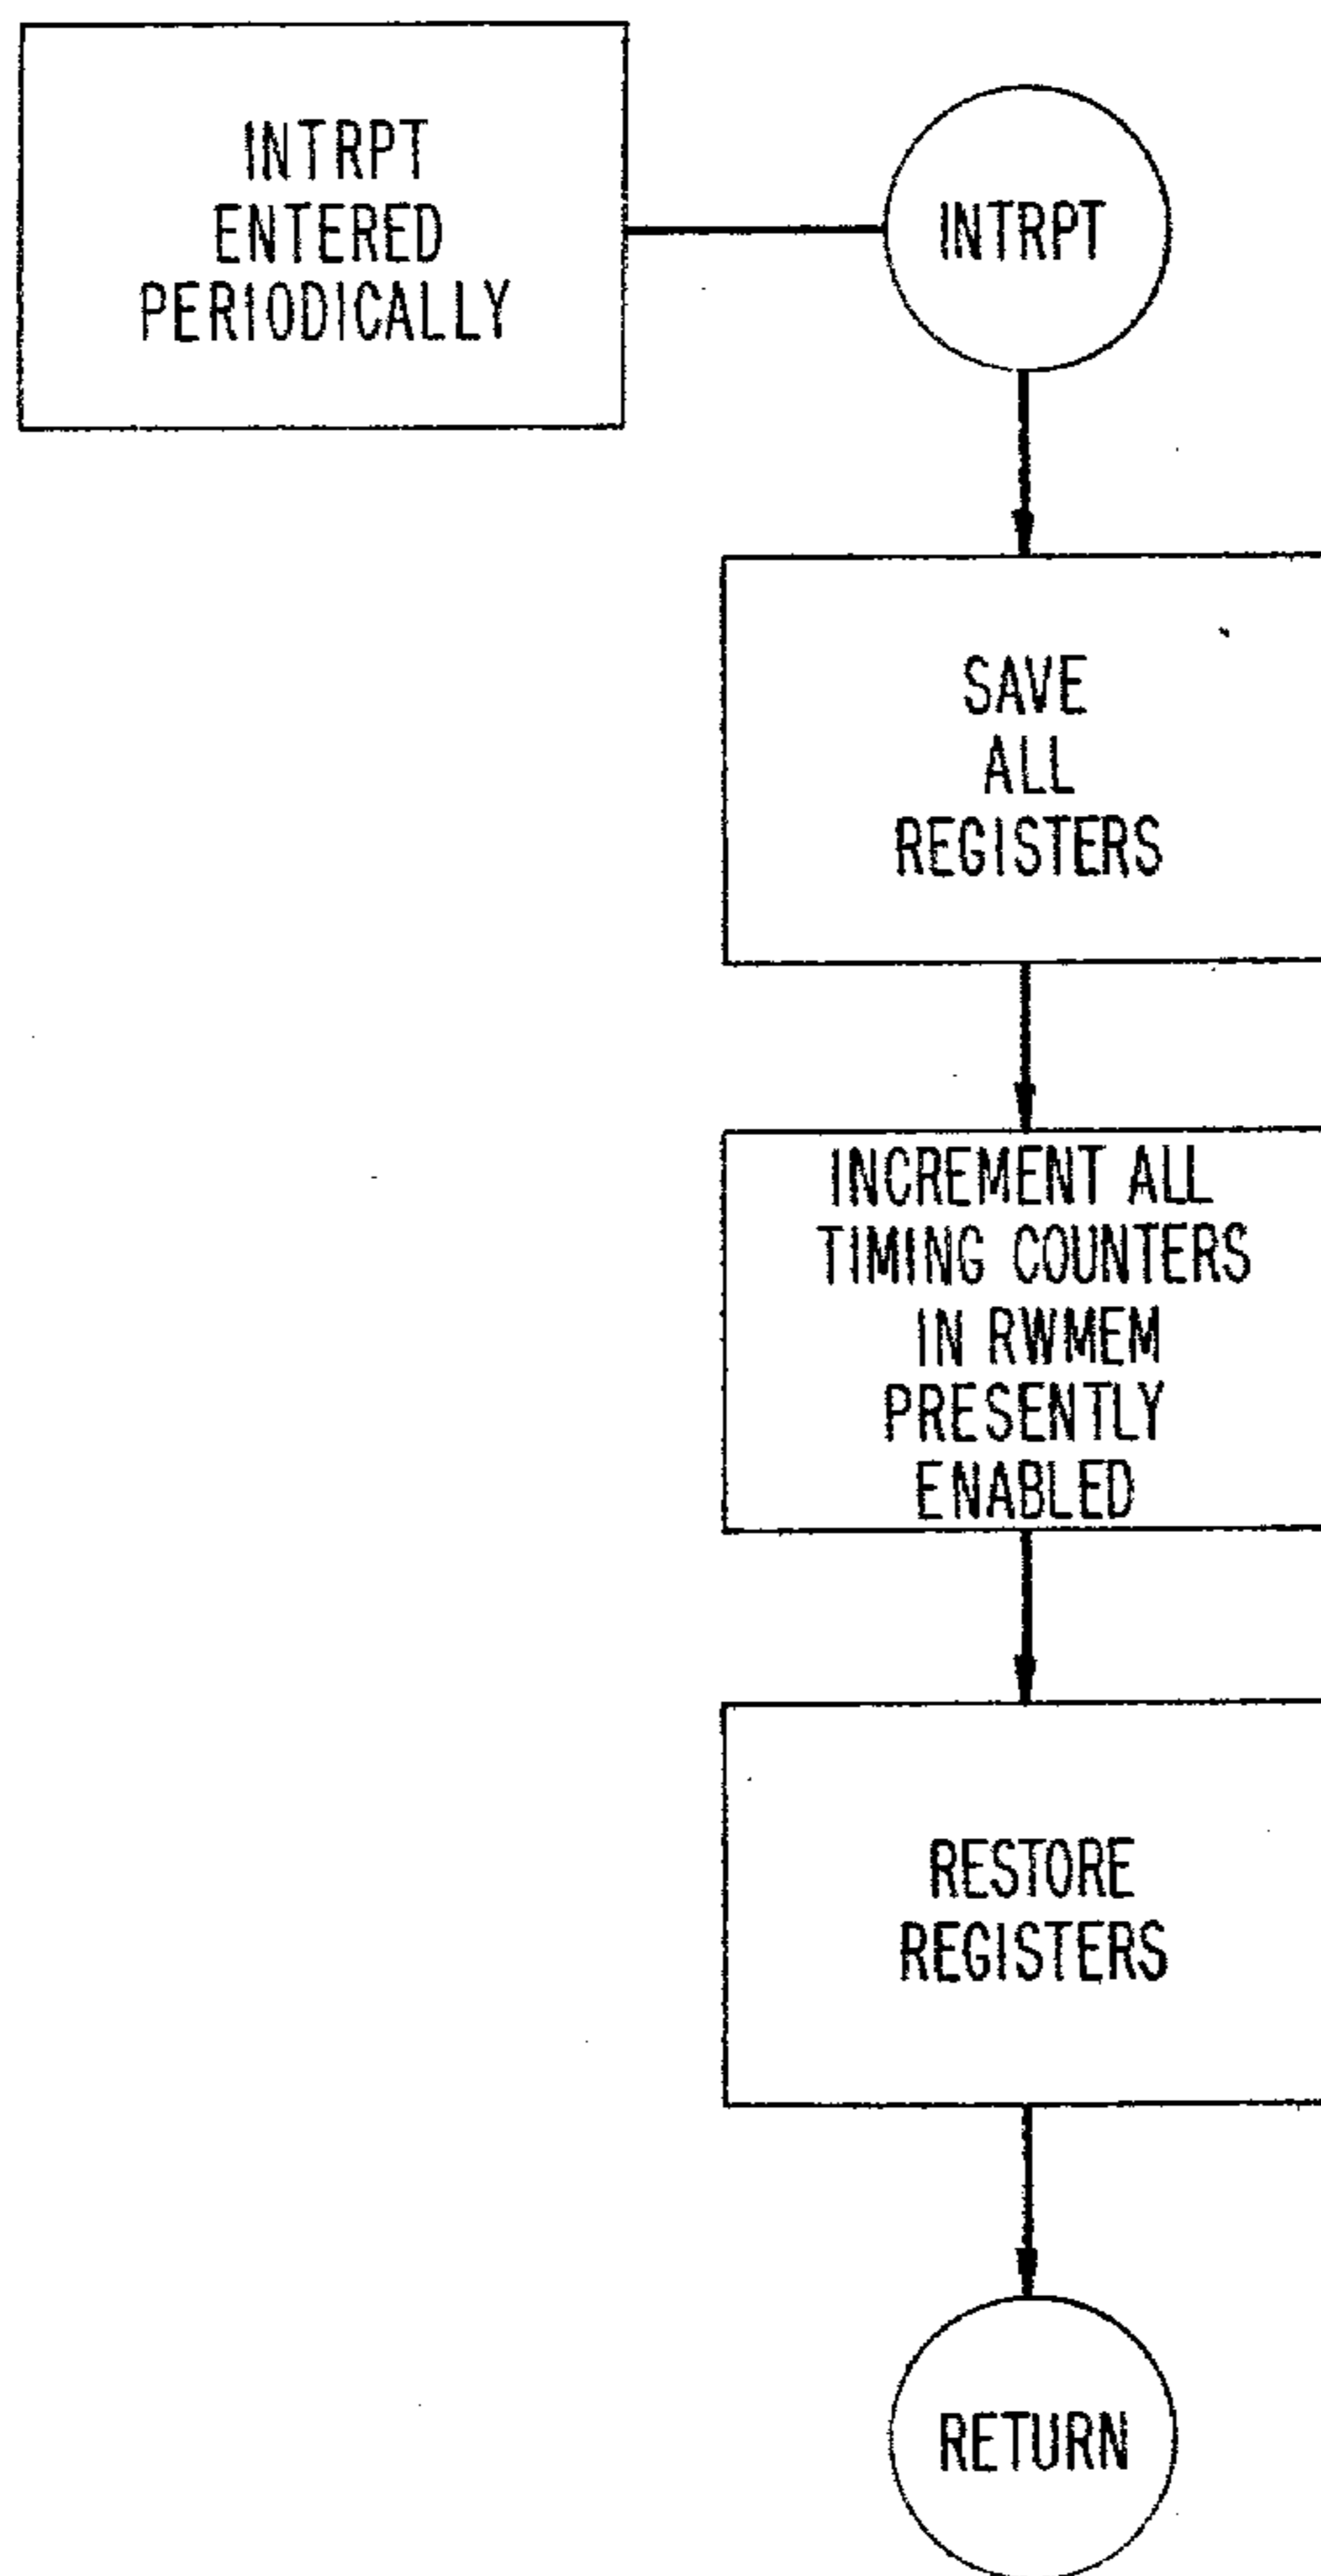 INTRPT
ENTERED
PERIODICALLY
INTRPT
SAVE
ALL
REGISTERS
INCREMENT ALL
TIMING COUNTERS
IN RWMEM
PRESENTLY
ENABLED
RESTORE
REGISTERS
RETURN